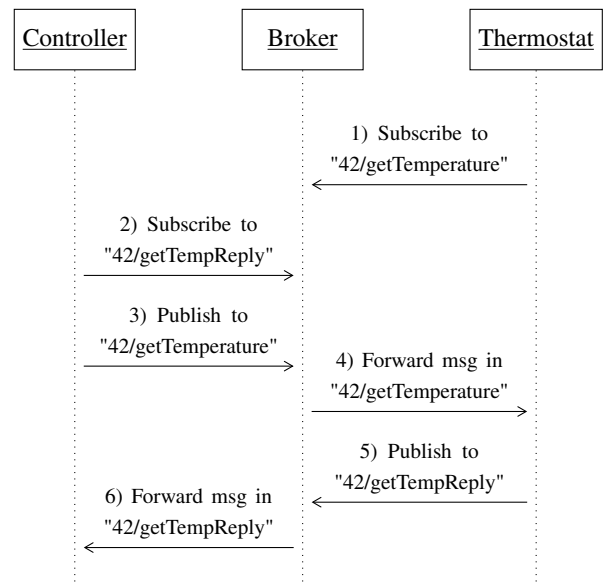 Controller
Broker
Thermostat
1) Subscribe to
"42/getTemperature"
2) Subscribe to
"42/getTempReply"
3) Publish to
"42/getTemperature"
4) Forward msg in
"42/getTemperature"
5) Publish to
"42/getTempReply"
6) Forward msg in
"42/getTempReply"